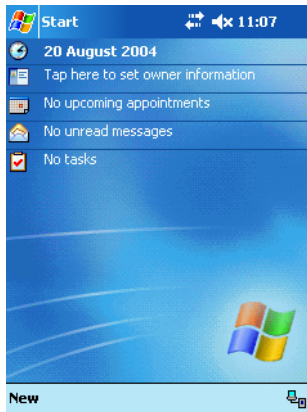 Start 11:07
20 August 2004
Tap here to set owner information
No upcoming appointments
No unread messages
No tasks
New